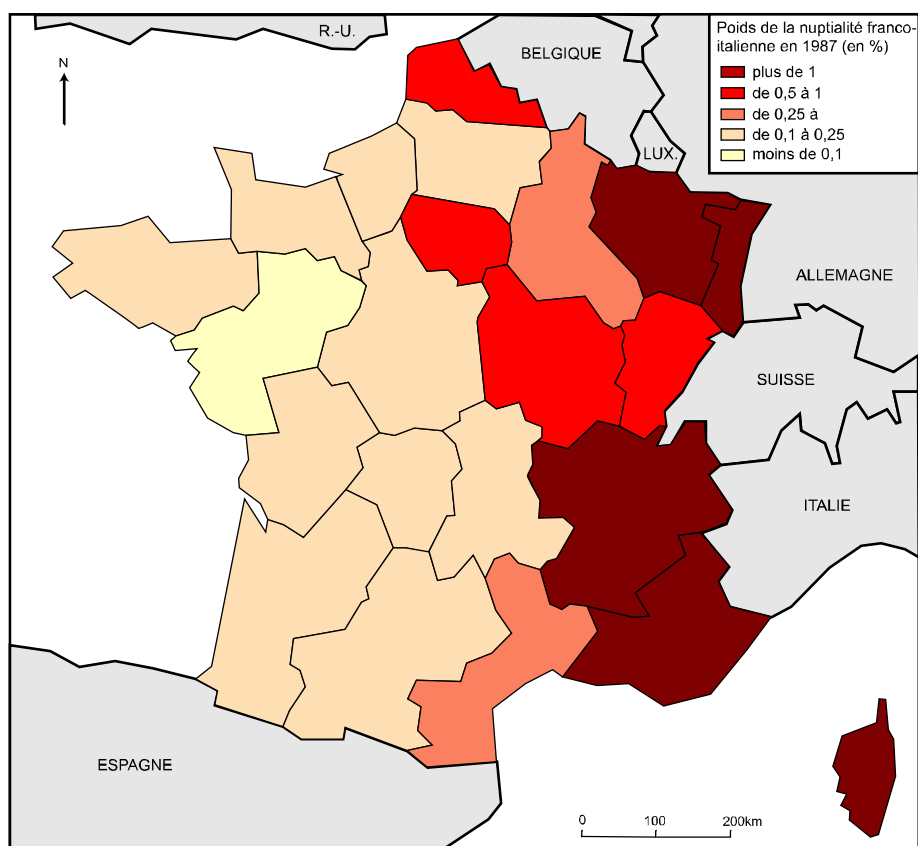 R.-U.
Poids de la nuptialité franco-
italienne en 1987 (en %)
plus de 1
de 0,5 à 1
de 0,25 à
de 0,1 à 0,25
moins de 0,1
BELGIQUE
N
LUX.
ALLEMAGNE
SUISSE
ITALIE
ESPAGNE
0 100 200km